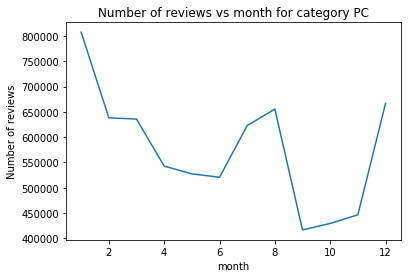 Number of reviews vs month for category PC
Number of reviews
800000
750000
700000
650000
600000
550000
500000
450000
400000
2 4 6 8 10 12
month